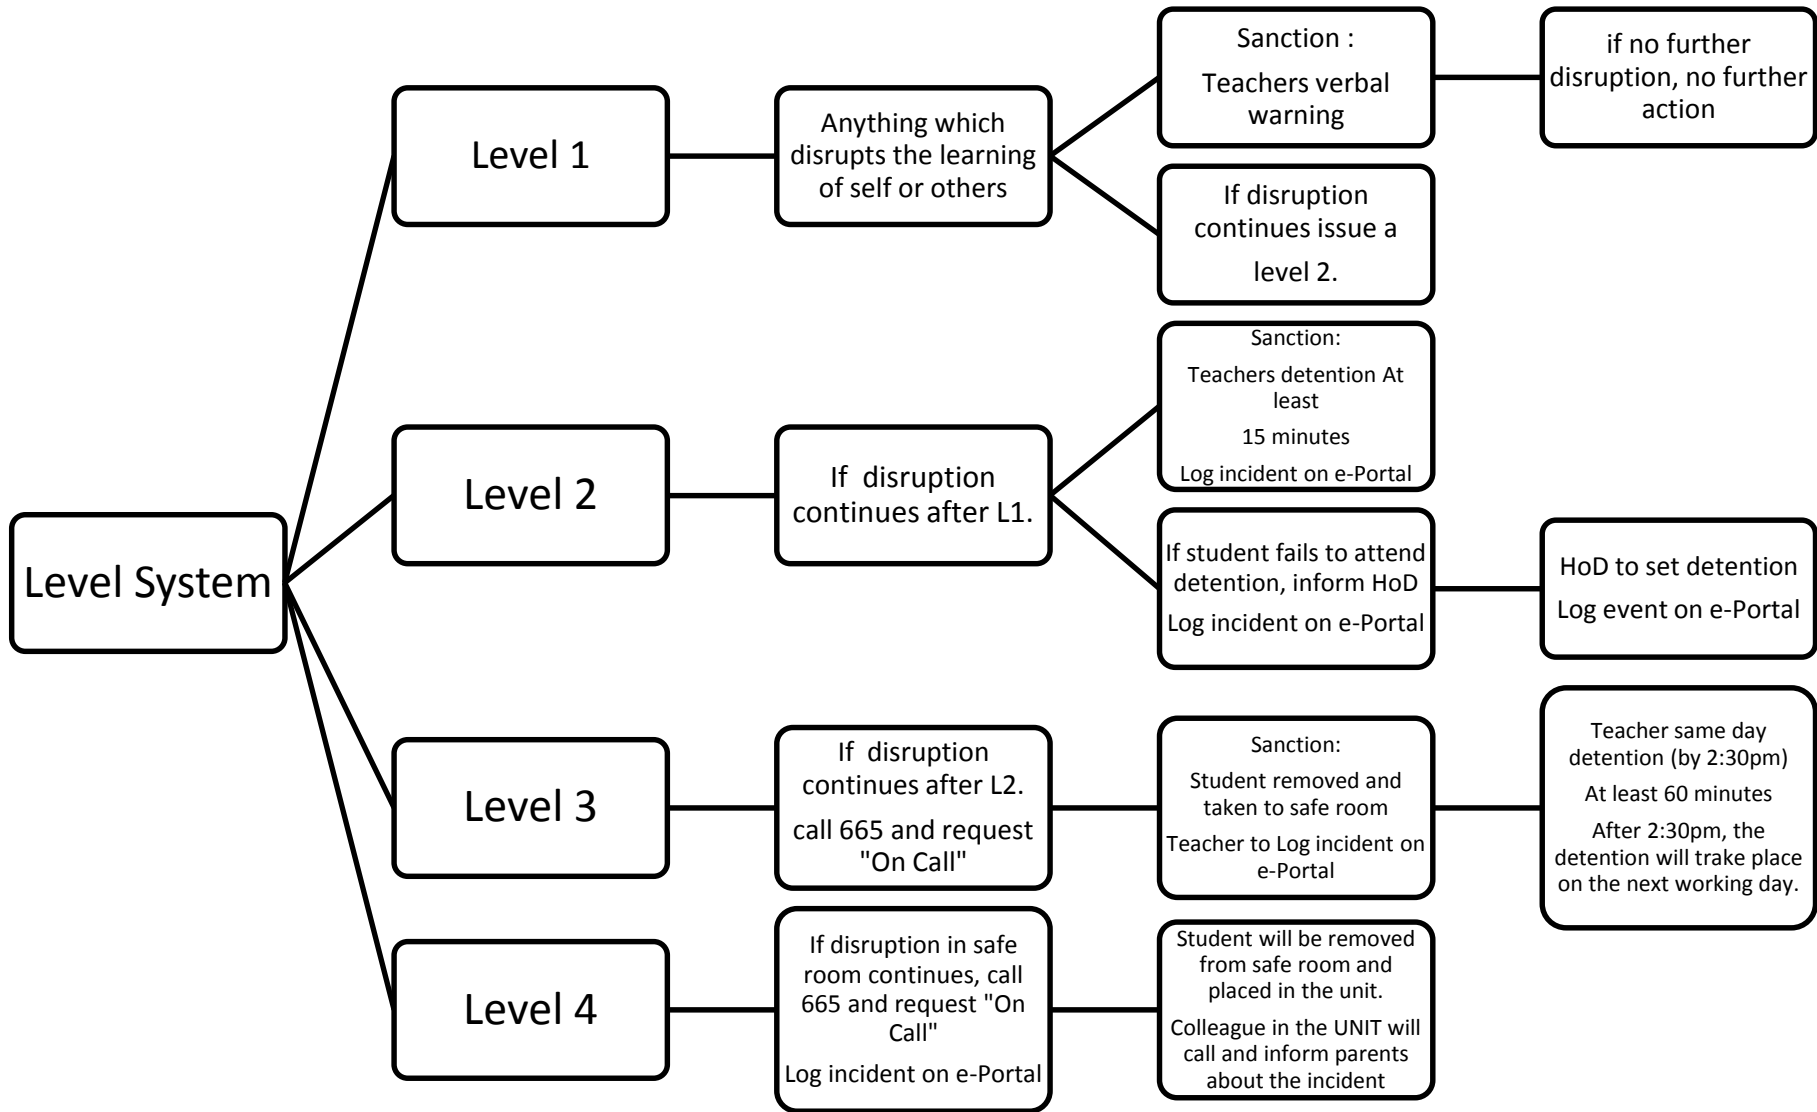 Level System
Level 1
Anything which
disrupts the learning
of self or others
Sanction :
Teachers verbal
warning
if no further
disruption, no further
action
If disruption
continues issue a
level 2.
Level 2
If  disruption
continues after L1.
Sanction:
Teachers detention At
least
15 minutes
Log incident on e-Portal
If student fails to attend
detention, inform HoD
Log incident on e-Portal
HoD to set detention
Log event on e-Portal
Level 3
If  disruption
continues after L2.
call 665 and request
"On Call"
Sanction:
Student removed and
taken to safe room
Teacher to Log incident on
e-Portal
Teacher same day
detention (by 2:30pm)
At least 60 minutes
After 2:30pm, the
detention will trake place
on the next working day.
Level 4
If disruption in safe
room continues, call
665 and request "On
Call"
Log incident on e-Portal
Student will be removed
from safe room and
placed in the unit.
Colleague in the UNIT will
call and inform parents
about the incident